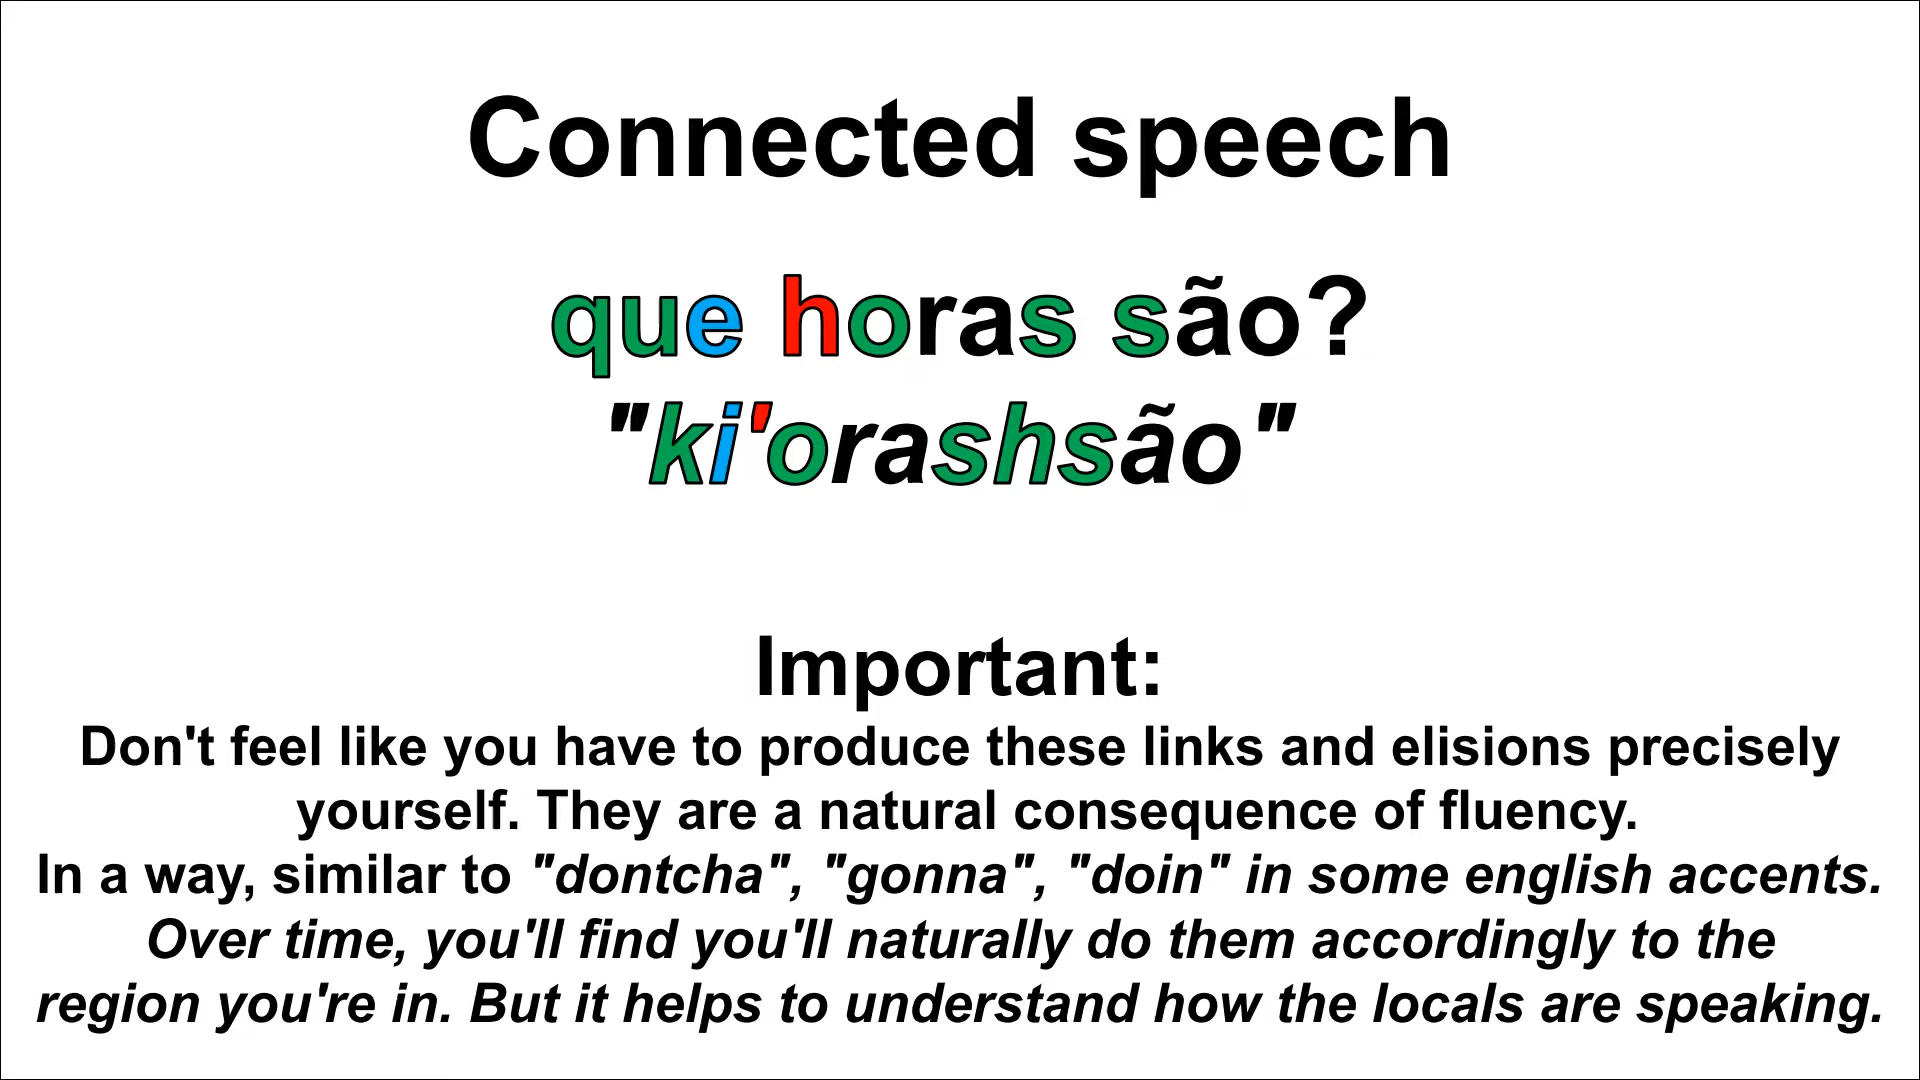 Connected speech
que horas são?
"ki'orashsão"
Important:
Don't feel like you have to produce these links and elisions precisely
yourself. They are a natural consequence of fluency.
In a way, similar to "dontcha", "gonna", "doin" in some english accents.
Over time, you'll find you'll naturally do them accordingly to the
region you're in. But it helps to understand how the locals are speaking.